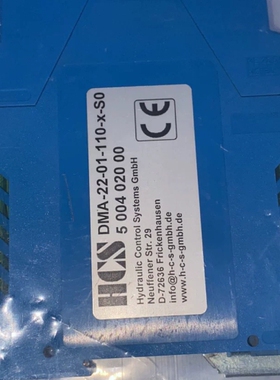 HCS
DMA-22-01-110-x-S0
5 004 020 00
Hydraulic Control Systems GmbH
Neuffener Str. 29
D-72636 Frickenhausen
info@h-c-s-gmbh.de
www.h-c-s-gmbh.de
CE